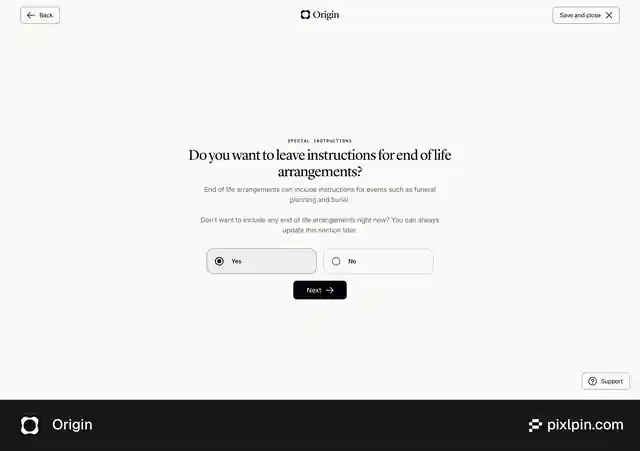 Back
Origin
Save and close
SPECIAL INSTRUCTIONS
Do you want to leave instructions for end of life
arrangements?
End of life arrangements can include instructions for events such as funeral
planning and burial.
Don't want to include any end of life arrangements right now? You can always
update this section later.
Yes
No
Next
Support
Origin
pixlpin.com